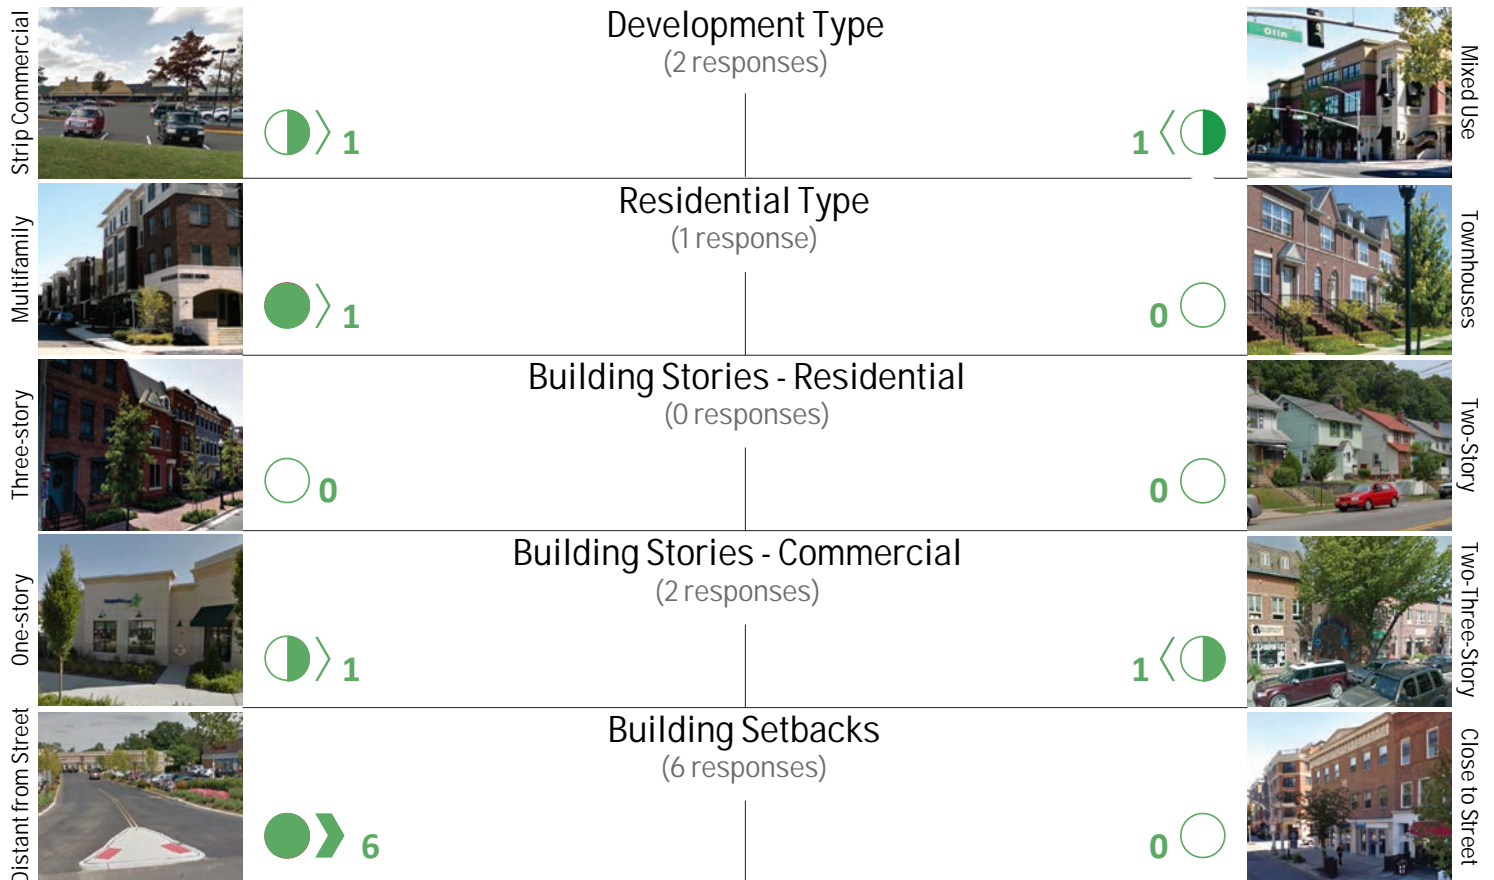 Development Type
(2 responses)
Strip Commercial
1
1
Mixed Use
Olin
Residential Type
(1 response)
Multifamily
1
0
Townhouses
Building Stories - Residential
(0 responses)
Three-story
0
0
Two-Story
Building Stories - Commercial
(2 responses)
One-story
1
1
Two-Three-Story
Building Setbacks
(6 responses)
Distant from Street
6
0
Close to Street